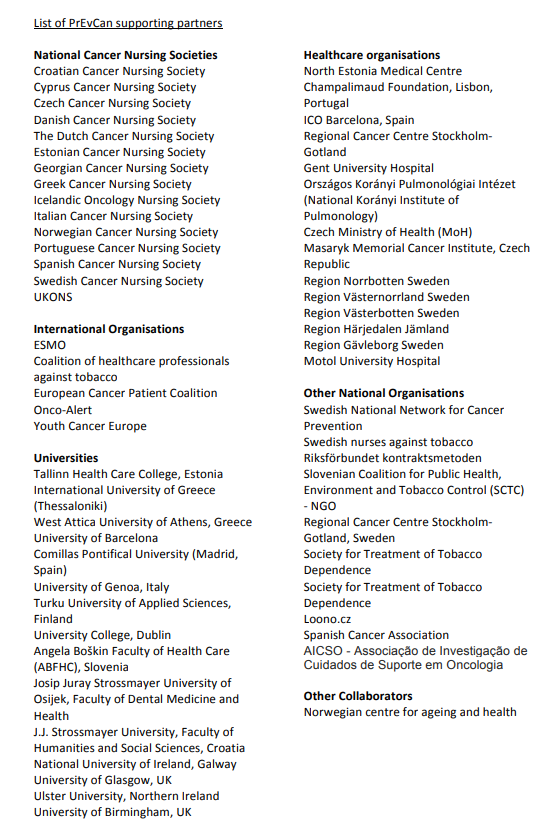 List of PrEvCan supporting partners
National Cancer Nursing Societies
Croatian Cancer Nursing Society
Cyprus Cancer Nursing Society
Czech Cancer Nursing Society
Danish Cancer Nursing Society
The Dutch Cancer Nursing Society
Estonian Cancer Nursing Society
Georgian Cancer Nursing Society
Greek Cancer Nursing Society
Icelandic Oncology Nursing Society
Italian Cancer Nursing Society
Norwegian Cancer Nursing Society
Portuguese Cancer Nursing Society
Spanish Cancer Nursing Society
Swedish Cancer Nursing Society
UKONS
International Organisations
ESMO
Coalition of healthcare professionals
against tobacco
European Cancer Patient Coalition
Onco-Alert
Youth Cancer Europe
Universities
Tallinn Health Care College, Estonia
International University of Greece
(Thessaloniki)
West Attica University of Athens, Greece
University of Barcelona
Comillas Pontifical University (Madrid,
Spain)
University of Genoa, Italy
Turku University of Applied Sciences,
Finland
University College, Dublin
Angela Boškin Faculty of Health Care
(ABFHC), Slovenia
Josip Juray Strossmayer University of
Osijek, Faculty of Dental Medicine and
Health
J.J. Strossmayer University, Faculty of
Humanities and Social Sciences, Croatia
National University of Ireland, Galway
University of Glasgow, UK
Ulster University, Northern Ireland
University of Birmingham, UK
Healthcare organisations
North Estonia Medical Centre
Champalimaud Foundation, Lisbon,
Portugal
ICO Barcelona, Spain
Regional Cancer Centre Stockholm-
Gotland
Gent University Hospital
Országos Korányi Pulmonológiai Intézet
(National Korányi Institute of
Pulmonology)
Czech Ministry of Health (MoH)
Masaryk Memorial Cancer Institute, Czech
Republic
Region Norrbotten Sweden
Region Västernorrland Sweden
Region Västerbotten Sweden
Region Härjedalen Jämland
Region Gävleborg Sweden
Motol University Hospital
Other National Organisations
Swedish National Network for Cancer
Prevention
Swedish nurses against tobacco
Riksförbundet kontraktsmetoden
Slovenian Coalition for Public Health,
Environment and Tobacco Control (SCTC)
- NGO
Regional Cancer Centre Stockholm-
Gotland, Sweden
Society for Treatment of Tobacco
Dependence
Society for Treatment of Tobacco
Dependence
Loono.cz
Spanish Cancer Association
AICSO - Associação de Investigação de
Cuidados de Suporte em Oncologia
Other Collaborators
Norwegian centre for ageing and health